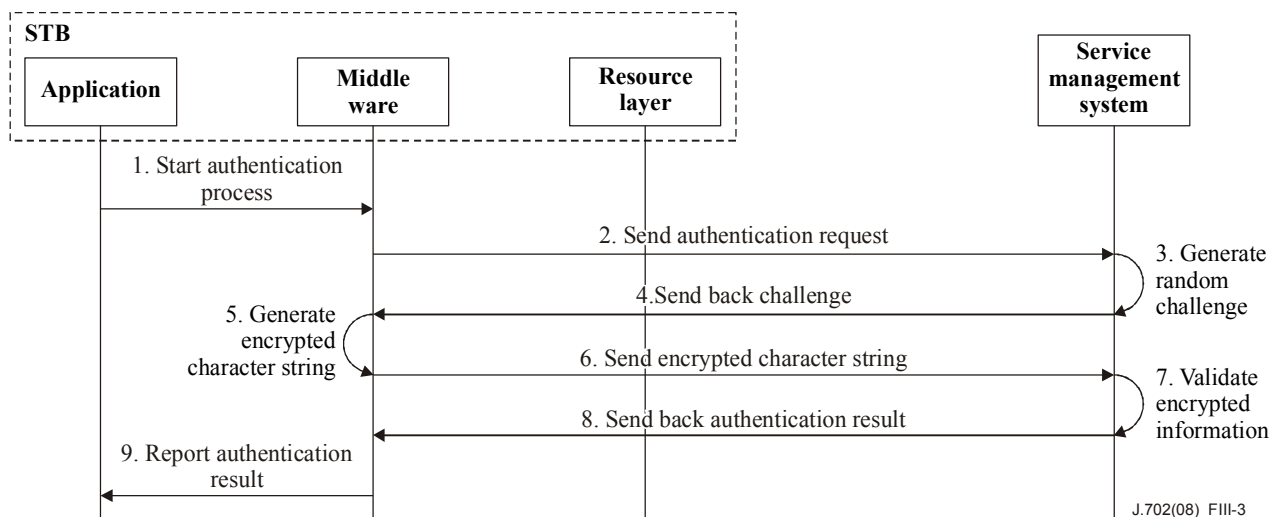 STB
Application
Middle
ware
Resource
layer
Service
management
system
1. Start authentication
process
2. Send authentication request
3. Generate
random
challenge
4.Send back challenge
5. Generate
encrypted
character string
6. Send encrypted character string
7. Validate
encrypted
information
8. Send back authentication result
9. Report authentication
result
J.702(08)_FIII-3